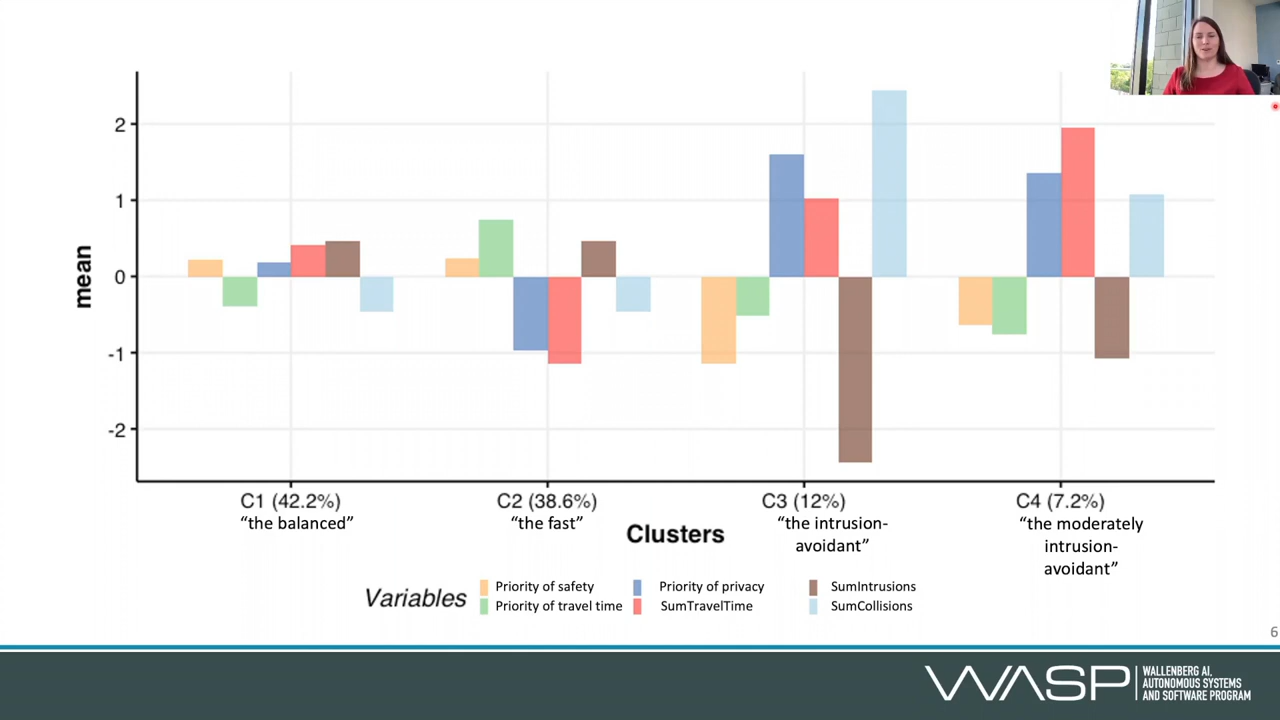 2
1
0
-1
-2
mean
C1 (42.2%)
"the balanced"
C2 (38.6%)
"the fast"
C3 (12%)
"the intrusion-
avoidant"
C4 (7.2%)
"the moderately
intrusion-
avoidant"
Clusters
Variables
Priority of safety
Priority of privacy
SumIntrusions
Priority of travel time
SumTravelTime
SumCollisions
6
WASP
WALLENBERG AI,
AUTONOMOUS SYSTEMS
AND SOFTWARE PROGRAM